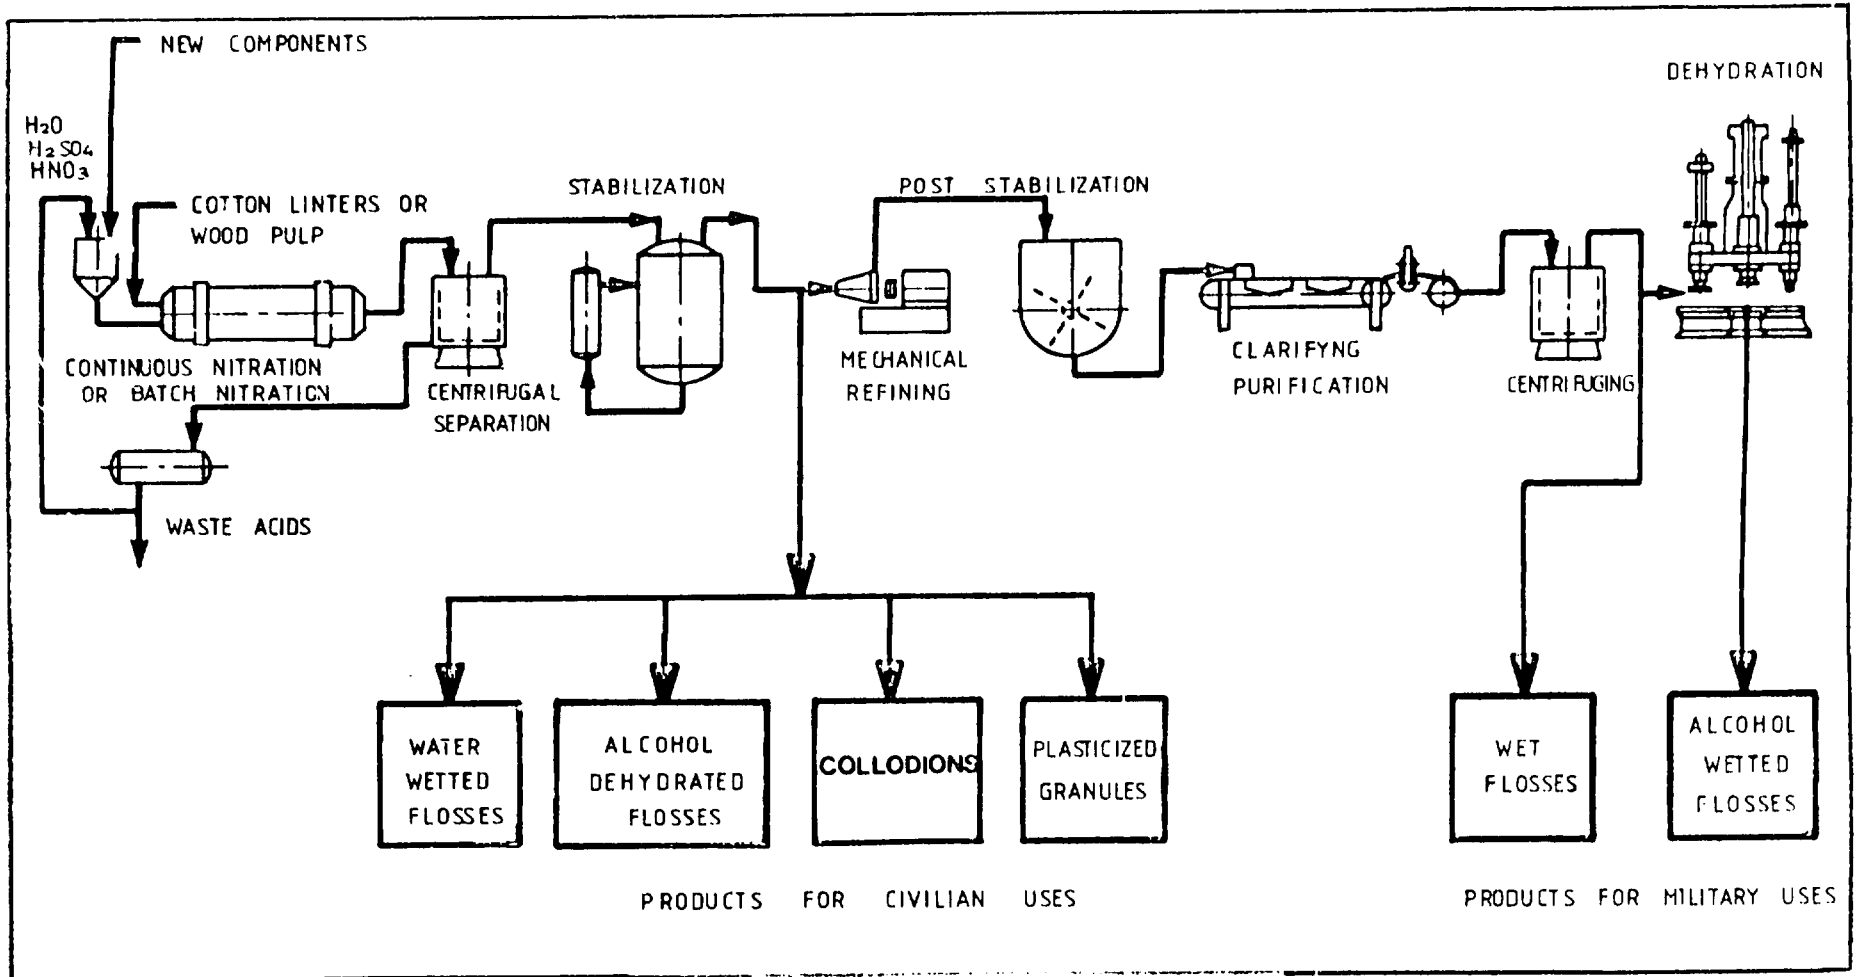 NEW COMPONENTS
DEHYDRATION
H2O
H2SO4
HNO3
STABILIZATION
POST STABILIZATION
COTTON LINTERS OR
WOOD PULP
CONTINUOUS NITRATION
OR BATCH NITRATION
CENTRIFUGAL
SEPARATION
MECHANICAL
REFINING
CLARIFYNG
PURIFICATION
CENTRIFUGING
WASTE ACIDS
WATER
WETTED
FLOSSES
ALCOHOL
DEHYDRATED
FLOSSES
COLLODIONS
PLASTICIZED
GRANULES
WET
FLOSSES
ALCOHOL
WETTED
FLOSSES
PRODUCTS FOR CIVILIAN USES
PRODUCTS FOR MILITARY USES